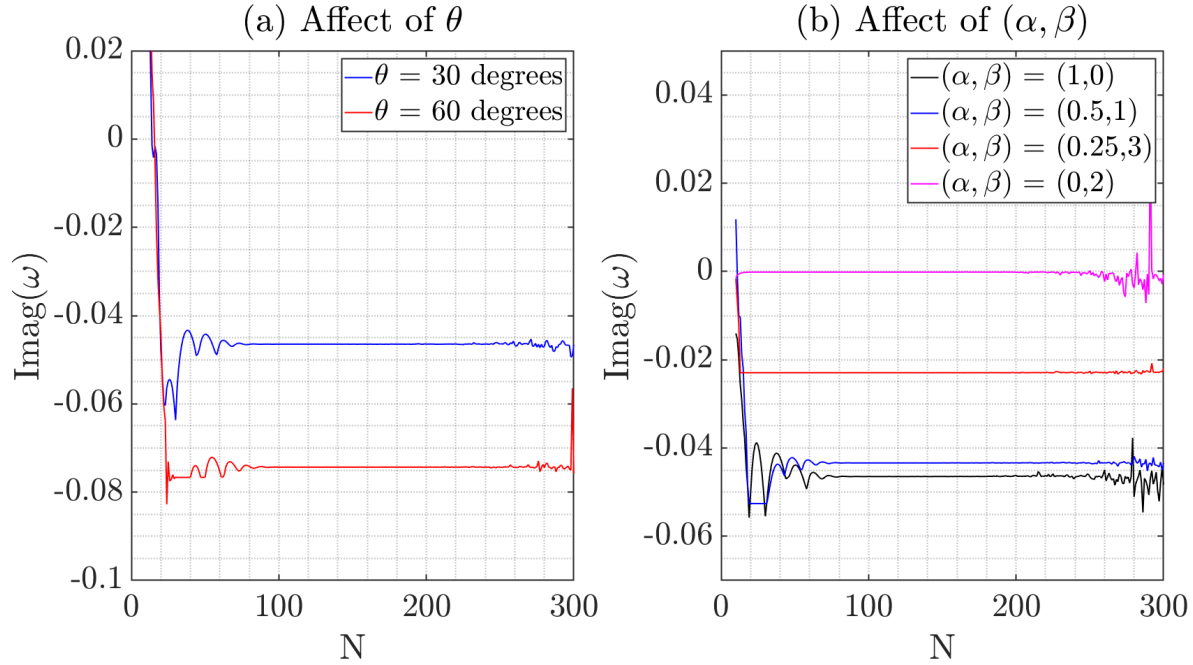 (a) Affect of θ
θ = 30 degrees
θ = 60 degrees
0.02
0
-0.02
-0.04
-0.06
-0.08
-0.1
Imag(ω)
0
100
200
300
N
(b) Affect of (α, β)
(α, β) = (1,0)
(α, β) = (0.5,1)
(α, β) = (0.25,3)
(α, β) = (0,2)
0.04
0.02
0
-0.02
-0.04
-0.06
Imag(ω)
0
100
200
300
N